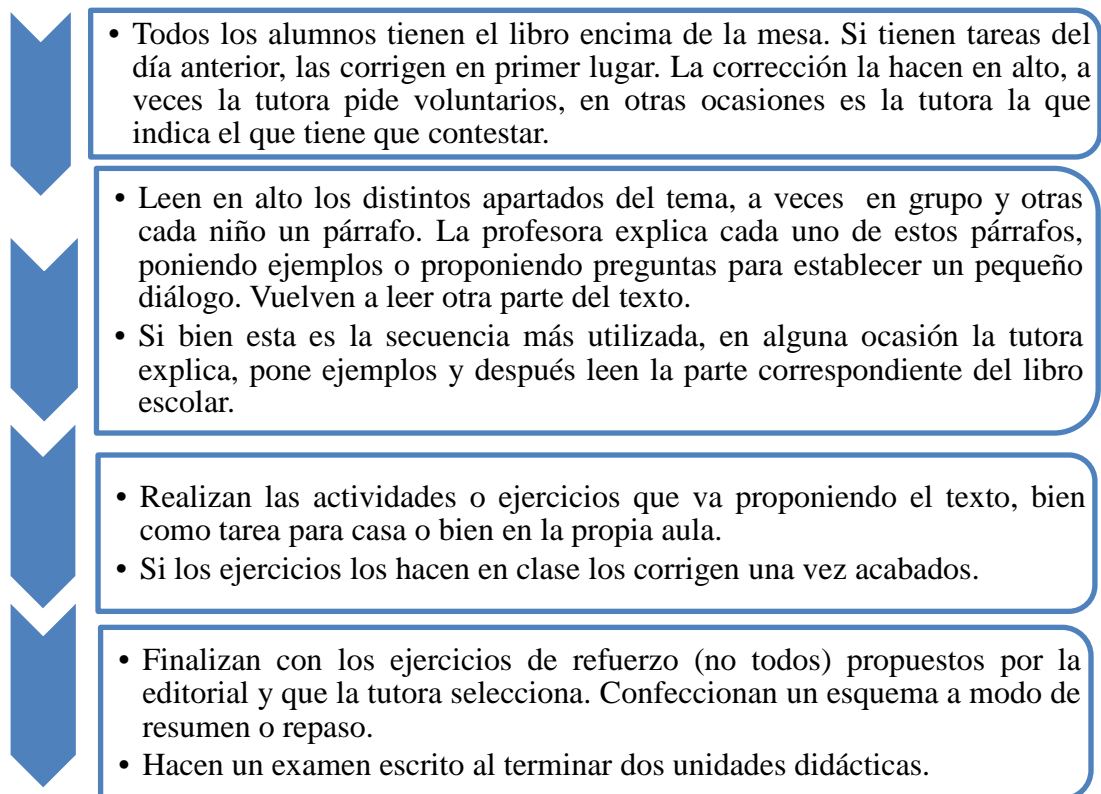 • Todos los alumnos tienen el libro encima de la mesa. Si tienen tareas del
día anterior, las corrigen en primer lugar. La corrección la hacen en alto, a
veces la tutora pide voluntarios, en otras ocasiones es la tutora la que
indica el que tiene que contestar.
• Leen en alto los distintos apartados del tema, a veces en grupo y otras
cada niño un párrafo. La profesora explica cada uno de estos párrafos,
poniendo ejemplos o proponiendo preguntas para establecer un pequeño
diálogo. Vuelven a leer otra parte del texto.
• Si bien esta es la secuencia más utilizada, en alguna ocasión la tutora
explica, pone ejemplos y después leen la parte correspondiente del libro
escolar.
• Realizan las actividades o ejercicios que va proponiendo el texto, bien
como tarea para casa o bien en la propia aula.
• Si los ejercicios los hacen en clase los corrigen una vez acabados.
• Finalizan con los ejercicios de refuerzo (no todos) propuestos por la
editorial y que la tutora selecciona. Confeccionan un esquema a modo de
resumen o repaso.
• Hacen un examen escrito al terminar dos unidades didácticas.